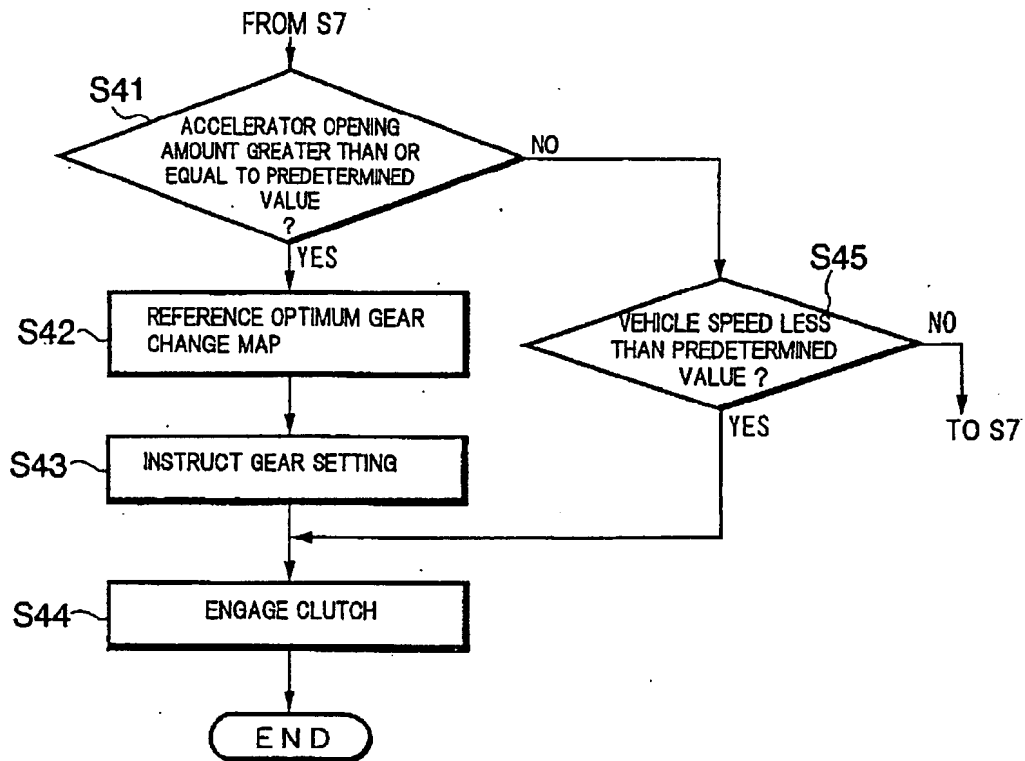 FROM S7
S41
ACCELERATOR OPENING
AMOUNT GREATER THAN OR
EQUAL TO PREDETERMINED
VALUE
?
NO
YES
S42
REFERENCE OPTIMUM GEAR
CHANGE MAP
S45
VEHICLE SPEED LESS
THAN PREDETERMINED
VALUE ?
NO
TO S7
YES
S43
INSTRUCT GEAR SETTING
S44
ENGAGE CLUTCH
END